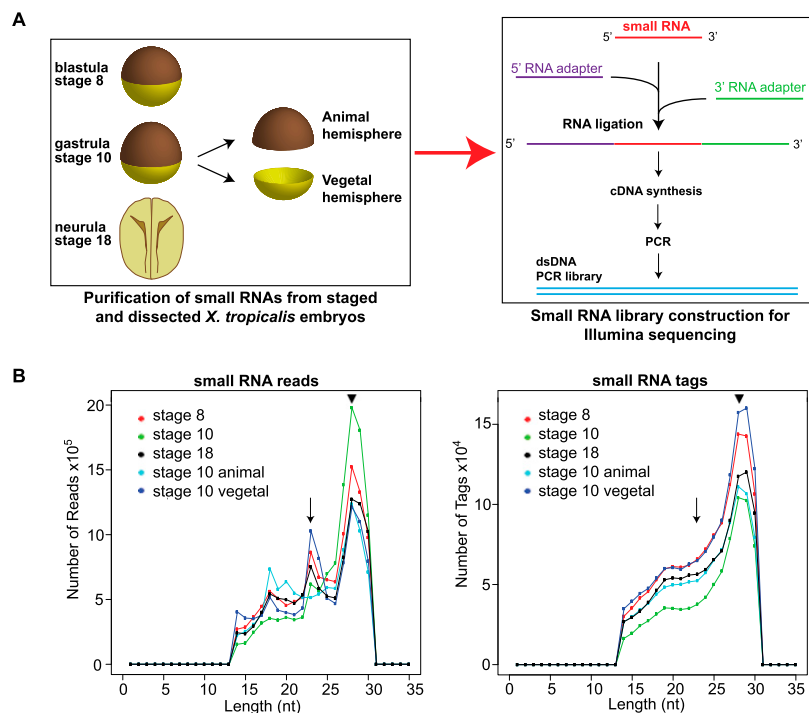 A
blastula
stage 8
gastrula
stage 10
neurula
stage 18
Animal
hemisphere
Vegetal
hemisphere
Purification of small RNAs from staged
and dissected X. tropicalis embryos
small RNA
5’ 3’
5’ RNA adapter
3’ RNA adapter
RNA ligation
5’ 3’
cDNA synthesis
PCR
dsDNA
PCR library
Small RNA library construction for
Illumina sequencing
B
small RNA reads
Number of Reads x10⁵
20
15
10
5
0
stage 8
stage 10
stage 18
stage 10 animal
stage 10 vegetal
0 5 10 15 20 25 30 35
Length (nt)
small RNA tags
Number of Tags x10⁴
15
10
5
0
stage 8
stage 10
stage 18
stage 10 animal
stage 10 vegetal
0 5 10 15 20 25 30 35
Length (nt)